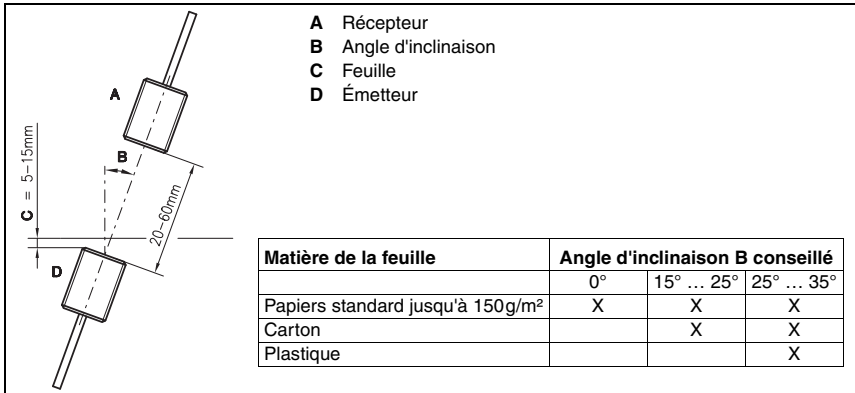 A Récepteur
B Angle d'inclinaison
C Feuille
D Émetteur
A
B
C = 5–15mm
20–60mm
D
Matière de la feuille Angle d'inclinaison B conseillé
0° 15° … 25° 25° … 35°
Papiers standard jusqu'à 150g/m² X X X
Carton X X
Plastique X